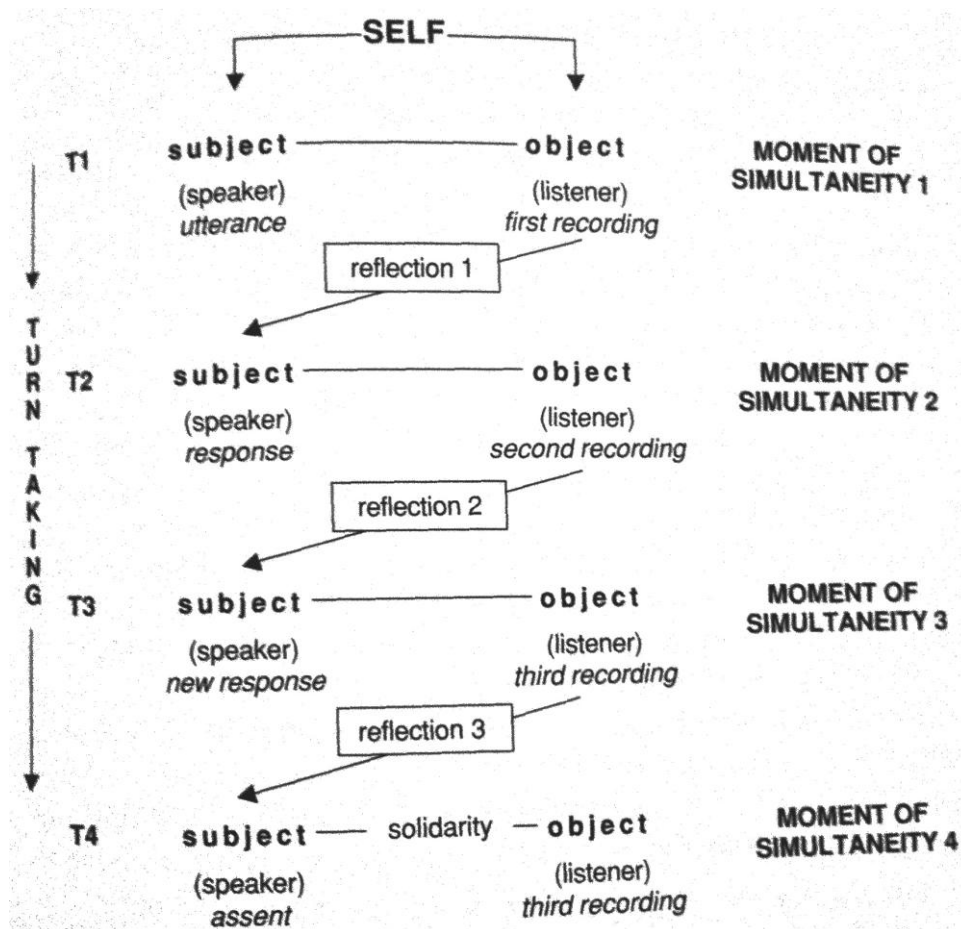 SELF
T1
subject
object
MOMENT OF
SIMULTANEITY 1
(speaker)
utterance
(listener)
first recording
reflection 1
TURN TAKING
T2
subject
object
MOMENT OF
SIMULTANEITY 2
(speaker)
response
(listener)
second recording
reflection 2
T3
subject
object
MOMENT OF
SIMULTANEITY 3
(speaker)
new response
(listener)
third recording
reflection 3
T4
subject
solidarity
object
MOMENT OF
SIMULTANEITY 4
(speaker)
assent
(listener)
third recording